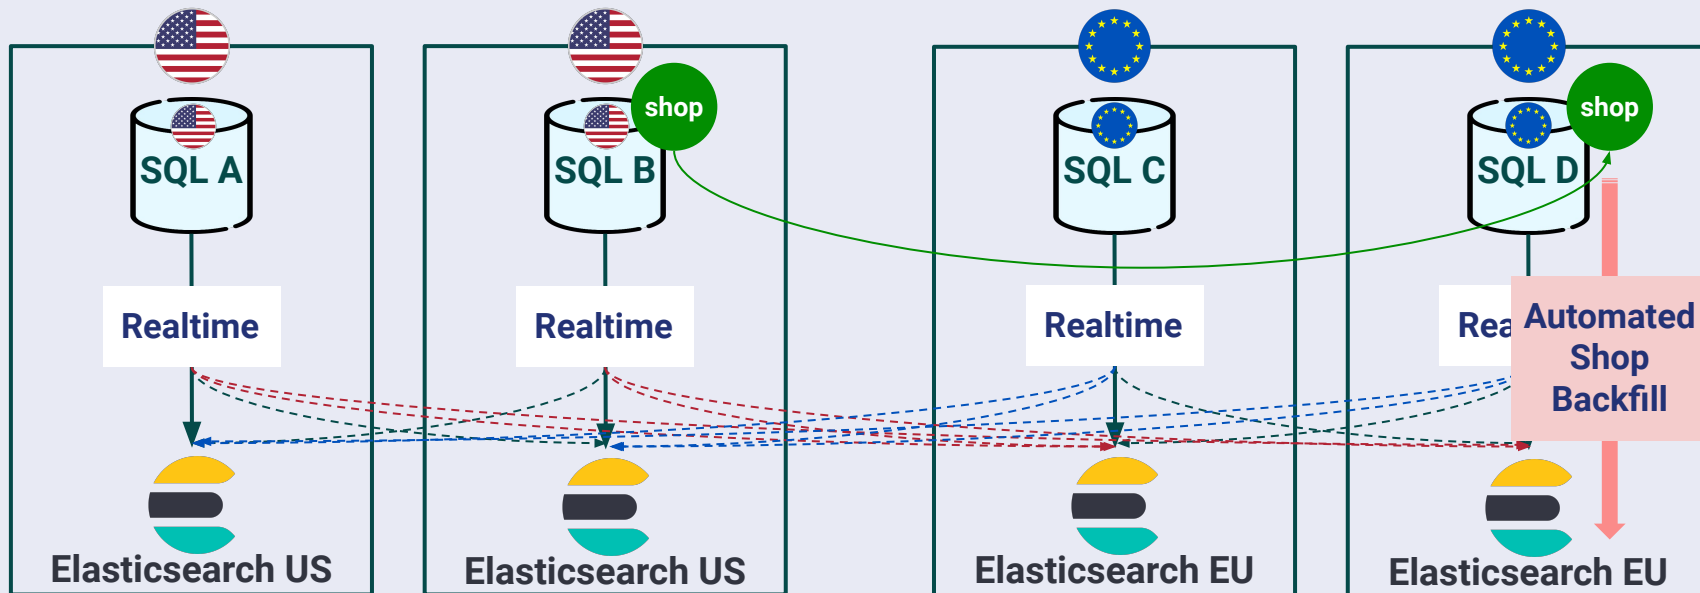 shop
shop
SQL A
SQL B
SQL C
SQL D
Realtime
Realtime
Realtime
Rea
Automated
Shop
Backfill
Elasticsearch US
Elasticsearch US
Elasticsearch EU
Elasticsearch EU